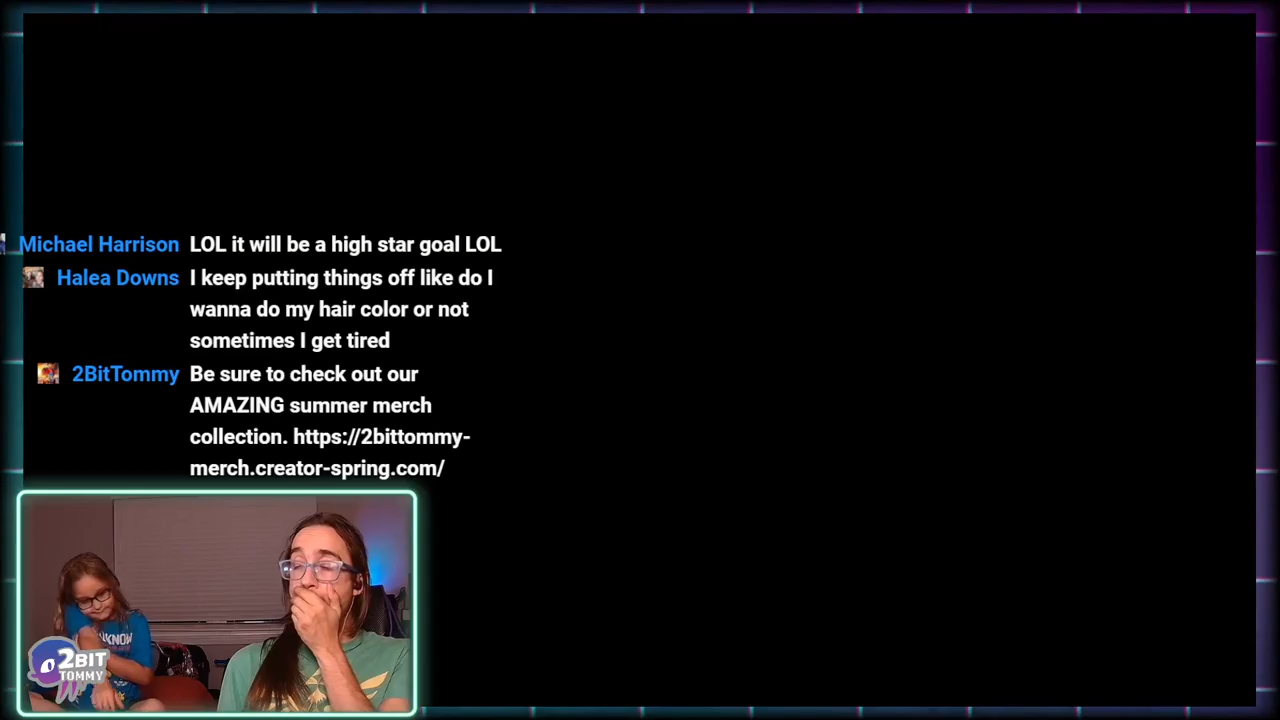 Michael Harrison LOL it will be a high star goal LOL
Halea Downs I keep putting things off like do I
wanna do my hair color or not
sometimes I get tired
2BitTommy Be sure to check out our
AMAZING summer merch
collection. https://2bittommy-
merch.creator-spring.com/
KNOW
2BIT
TOMMY